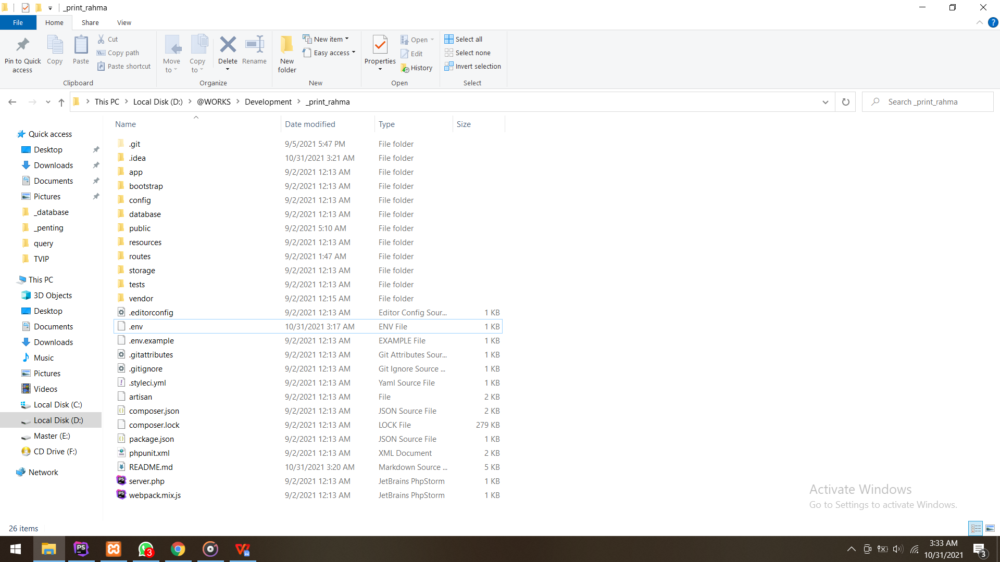 _print_rahma
File Home Share View
Pin to Quick access
Copy
Paste
Cut
Copy path
Paste shortcut
Clipboard
Move to
Copy to
Delete
Rename
Organize
New folder
New item
Easy access
New
Properties
Open
Edit
History
Open
Select all
Select none
Invert selection
Select
This PC Local Disk (D:) @WORKS Development _print_rahma
Search _print_rahma
Quick access
Desktop
Downloads
Documents
Pictures
_database
_penting
query
TVIP
This PC
3D Objects
Desktop
Documents
Downloads
Music
Pictures
Videos
Local Disk (C:)
Local Disk (D:)
Master (E:)
CD Drive (F:)
Network
Name Date modified Type Size
.git 9/5/2021 5:47 PM File folder
.idea 10/31/2021 3:21 AM File folder
app 9/2/2021 12:13 AM File folder
bootstrap 9/2/2021 12:13 AM File folder
config 9/2/2021 12:13 AM File folder
database 9/2/2021 12:13 AM File folder
public 9/2/2021 5:10 AM File folder
resources 9/2/2021 12:13 AM File folder
routes 9/2/2021 1:47 AM File folder
storage 9/2/2021 12:13 AM File folder
tests 9/2/2021 12:13 AM File folder
vendor 9/2/2021 12:15 AM File folder
.editorconfig 9/2/2021 12:13 AM Editor Config Sour... 1 KB
.env 10/31/2021 3:17 AM ENV File 1 KB
.env.example 9/2/2021 12:13 AM EXAMPLE File 1 KB
.gitattributes 9/2/2021 12:13 AM Git Attributes Sour... 1 KB
.gitignore 9/2/2021 12:13 AM Git Ignore Source ... 1 KB
.styleci.yml 9/2/2021 12:13 AM Yaml Source File 1 KB
artisan 9/2/2021 12:13 AM File 2 KB
composer.json 9/2/2021 12:13 AM JSON Source File 2 KB
composer.lock 9/2/2021 12:13 AM LOCK File 279 KB
package.json 9/2/2021 12:13 AM JSON Source File 1 KB
phpunit.xml 9/2/2021 12:13 AM XML Document 2 KB
README.md 10/31/2021 3:20 AM Markdown Source ... 5 KB
server.php 9/2/2021 12:13 AM JetBrains PhpStorm 1 KB
webpack.mix.js 9/2/2021 12:13 AM JetBrains PhpStorm 1 KB
Activate Windows
Go to Settings to activate Windows.
26 items
PS
3
3:33 AM
10/31/2021
3